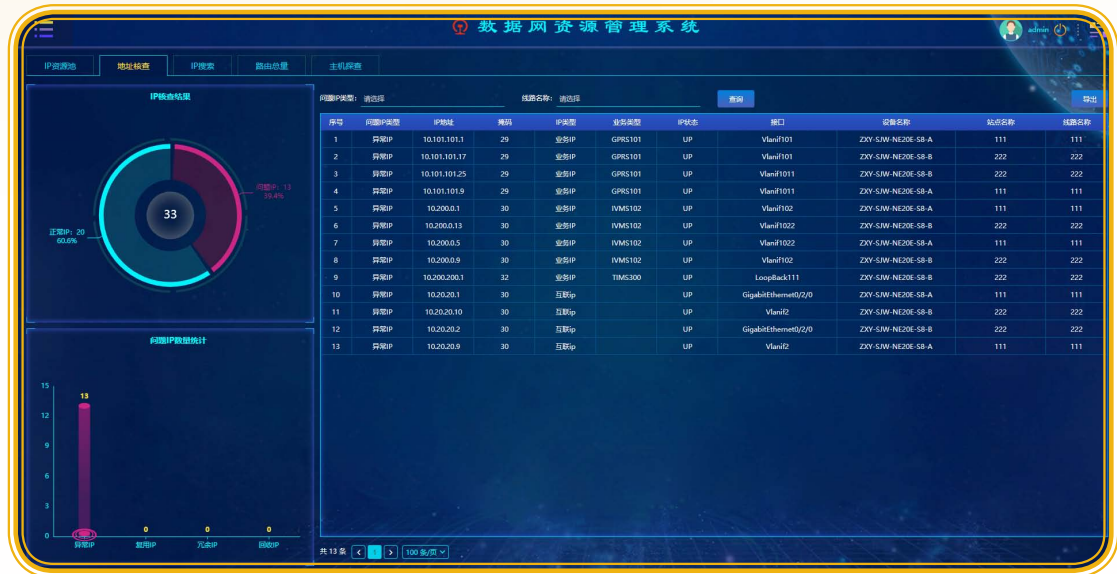 数据网资源管理系统
admin
IP资源池 地址核查 IP搜索 路由总量 主机探查
IP核查结果
问题IP: 13
39.4%
33
正常IP: 20
60.6%
问题IP数量统计
15
12
9
6
3
0
13
0
0
0
异常IP 复用IP 冗余IP 回收IP
问题IP类型: 请选择 线路名称: 请选择 查询 导出
序号 问题IP类型 IP地址 掩码 IP类型 业务类型 IP状态 接口 设备名称 站点名称 线路名称
1 异常IP 10.101.101.1 29 业务IP GPRS101 UP Vlanif101 ZXY-SJW-NE20E-S8-A 111 111
2 异常IP 10.101.101.17 29 业务IP GPRS101 UP Vlanif101 ZXY-SJW-NE20E-S8-B 222 222
3 异常IP 10.101.101.25 29 业务IP GPRS101 UP Vlanif1011 ZXY-SJW-NE20E-S8-B 222 222
4 异常IP 10.101.101.9 29 业务IP GPRS101 UP Vlanif1011 ZXY-SJW-NE20E-S8-A 111 111
5 异常IP 10.200.0.1 30 业务IP IVMS102 UP Vlanif102 ZXY-SJW-NE20E-S8-A 111 111
6 异常IP 10.200.0.13 30 业务IP IVMS102 UP Vlanif1022 ZXY-SJW-NE20E-S8-B 222 222
7 异常IP 10.200.0.5 30 业务IP IVMS102 UP Vlanif1022 ZXY-SJW-NE20E-S8-A 111 111
8 异常IP 10.200.0.9 30 业务IP IVMS102 UP Vlanif102 ZXY-SJW-NE20E-S8-B 222 222
9 异常IP 10.200.200.1 32 业务IP TIMS300 UP LoopBack111 ZXY-SJW-NE20E-S8-B 222 222
10 异常IP 10.20.20.1 30 互联ip UP GigabitEthernet0/2/0 ZXY-SJW-NE20E-S8-A 111 111
11 异常IP 10.20.20.10 30 互联ip UP Vlanif2 ZXY-SJW-NE20E-S8-B 222 222
12 异常IP 10.20.20.2 30 互联ip UP GigabitEthernet0/2/0 ZXY-SJW-NE20E-S8-B 222 222
13 异常IP 10.20.20.9 30 互联ip UP Vlanif2 ZXY-SJW-NE20E-S8-A 111 111
共 13 条 < 1 > 100 条/页